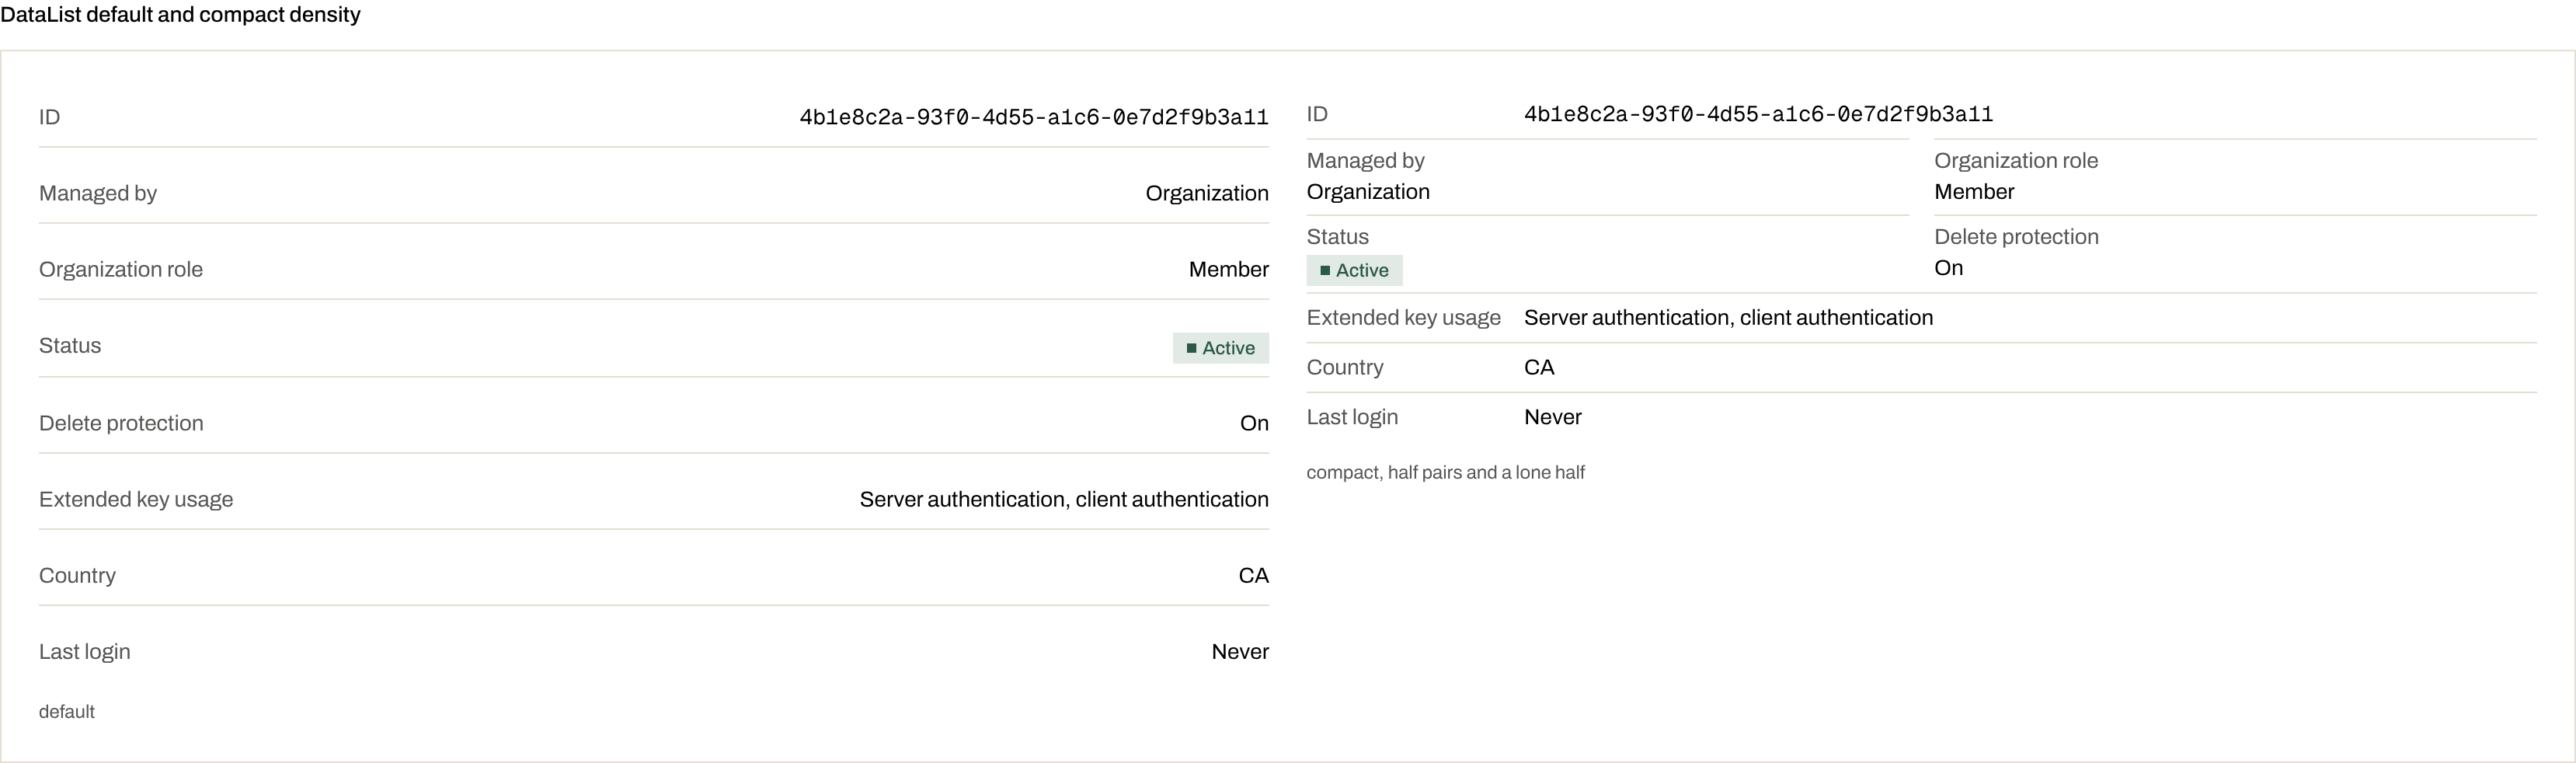 DataList default and compact density
ID 4b1e8c2a-93f0-4d55-a1c6-0e7d2f9b3a11
Managed by Organization
Organization role Member
Status Active
Delete protection On
Extended key usage Server authentication, client authentication
Country CA
Last login Never
default
ID 4b1e8c2a-93f0-4d55-a1c6-0e7d2f9b3a11
Managed by Organization role
Organization Member
Status Delete protection
Active On
Extended key usage Server authentication, client authentication
Country CA
Last login Never
compact, half pairs and a lone half